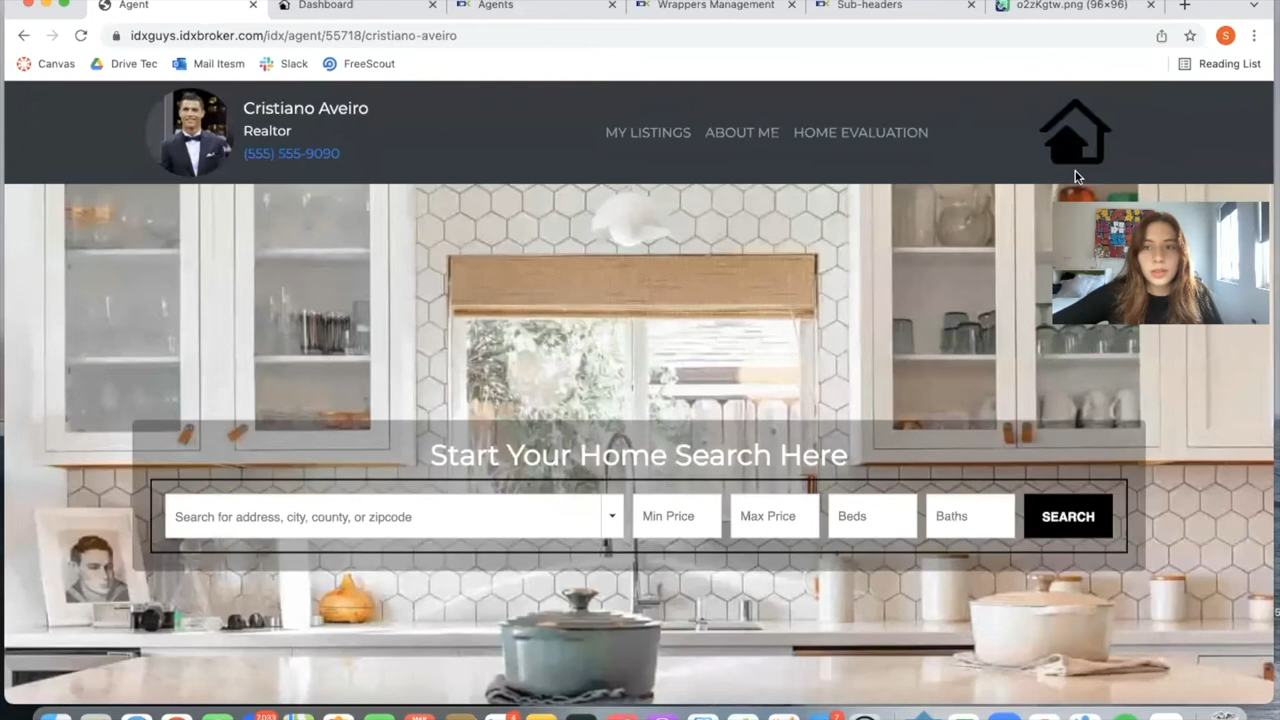 Agent
Dashboard
Agents
Wrappers Management
Sub-headers
o2zKgtw.png (96×96)
idxguys.idxbroker.com/idx/agent/55718/cristiano-aveiro
S
Canvas
Drive Tec
Mail Itesm
Slack
FreeScout
Reading List
Cristiano Aveiro
Realtor
(555) 555-9090
MY LISTINGS
ABOUT ME
HOME EVALUATION
Start Your Home Search Here
Search for address, city, county, or zipcode
Min Price
Max Price
Beds
Baths
SEARCH
7,033